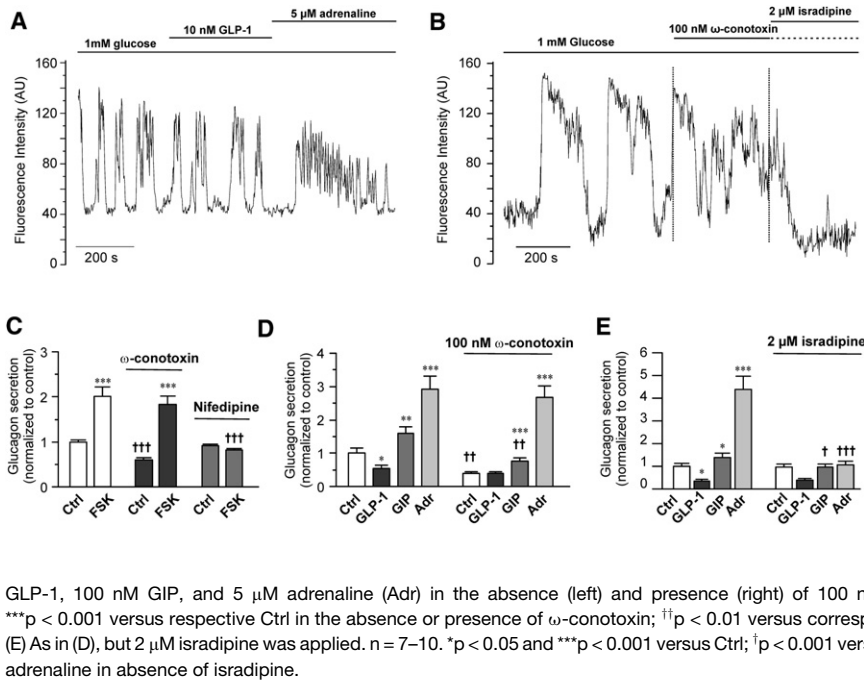 A
B
5 µM adrenaline
10 nM GLP-1
1mM glucose
2 µM isradipine
100 nM ω-conotoxin
1 mM Glucose
Fluorescence Intensity (AU)
160
120
80
40
0
200 s
Fluorescence Intensity (AU)
160
120
80
40
0
200 s
C
D
E
Glucagon secretion
(normalized to control)
3
2
1
0
ω-conotoxin
Nifedipine
***
†††
***
†††
Ctrl
FSK
Ctrl
FSK
Ctrl
FSK
Glucagon secretion
(normalized to control)
4
3
2
1
0
100 nM ω-conotoxin
*
**
***
††
***
††
***
Ctrl
GLP-1
GIP
Adr
Ctrl
GLP-1
GIP
Adr
Glucagon secretion
(normalized to control)
6
5
4
3
2
1
0
2 µM isradipine
*
*
***
†
†††
Ctrl
GLP-1
GIP
Adr
Ctrl
GLP-1
GIP
Adr
GLP-1, 100 nM GIP, and 5 µM adrenaline (Adr) in the absence (left) and presence (right) of 100 n
***p < 0.001 versus respective Ctrl in the absence or presence of ω-conotoxin; ††p < 0.01 versus corresp
(E) As in (D), but 2 µM isradipine was applied. n = 7–10. *p < 0.05 and ***p < 0.001 versus Ctrl; †p < 0.001 ver
adrenaline in absence of isradipine.